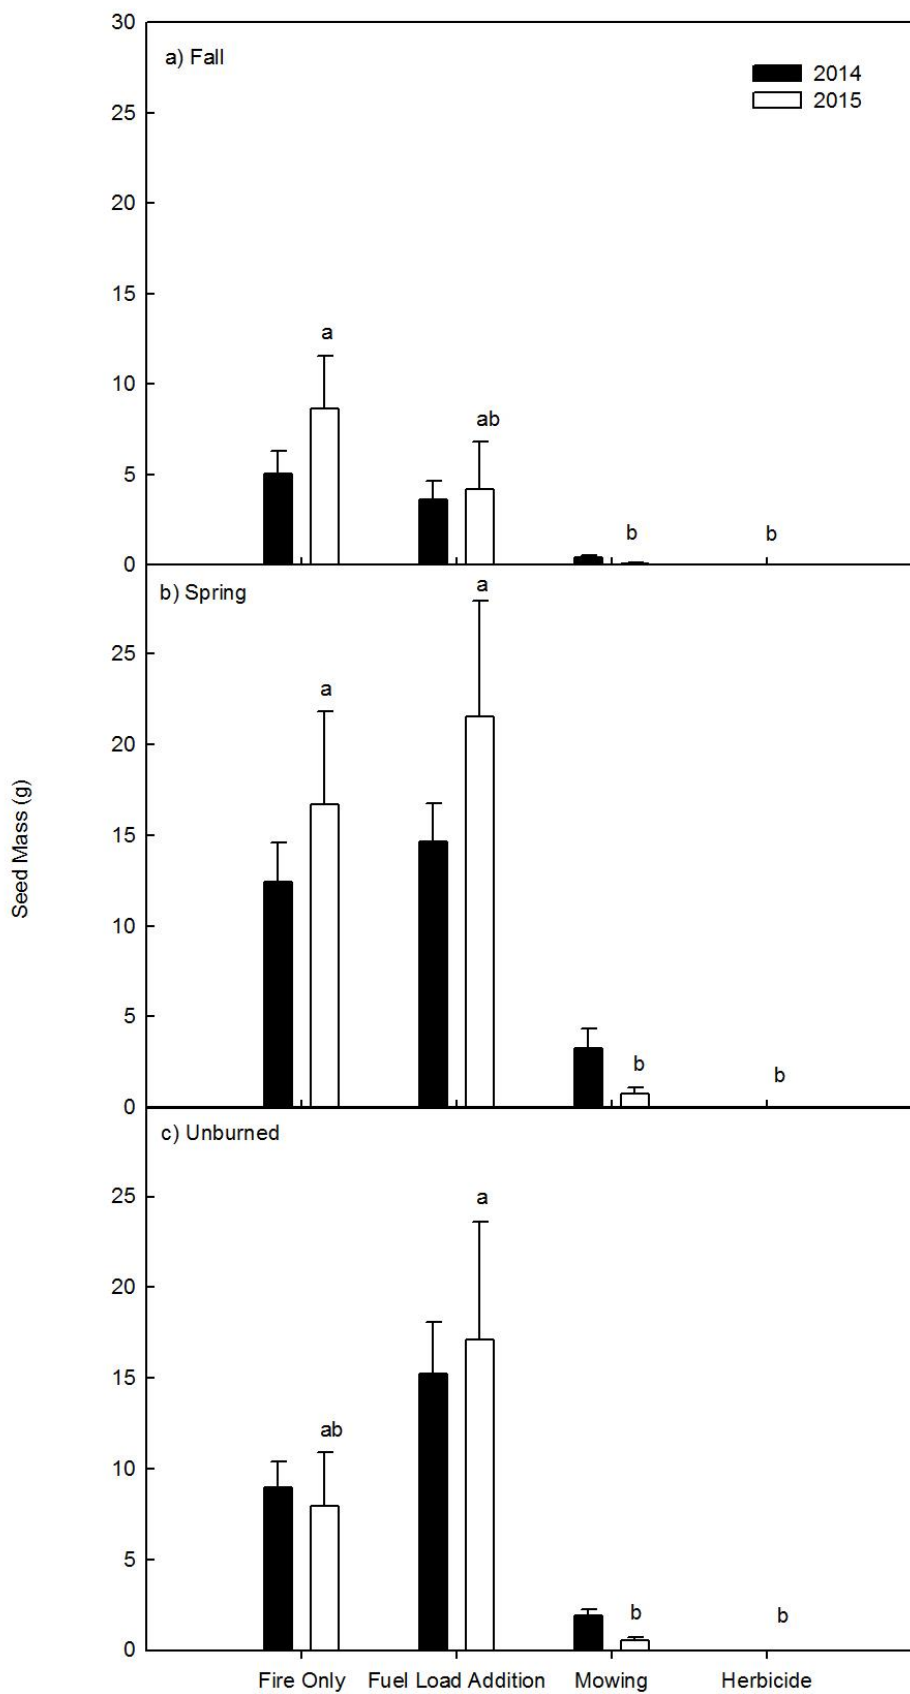 30
a) Fall
2014
2015
25
20
15
a
10
ab
5
b
b
0
b) Spring
a
25
a
20
15
Seed Mass (g)
10
5
b
b
0
c) Unburned
25
a
20
15
ab
10
5
b
b
0
Fire Only
Fuel Load Addition
Mowing
Herbicide